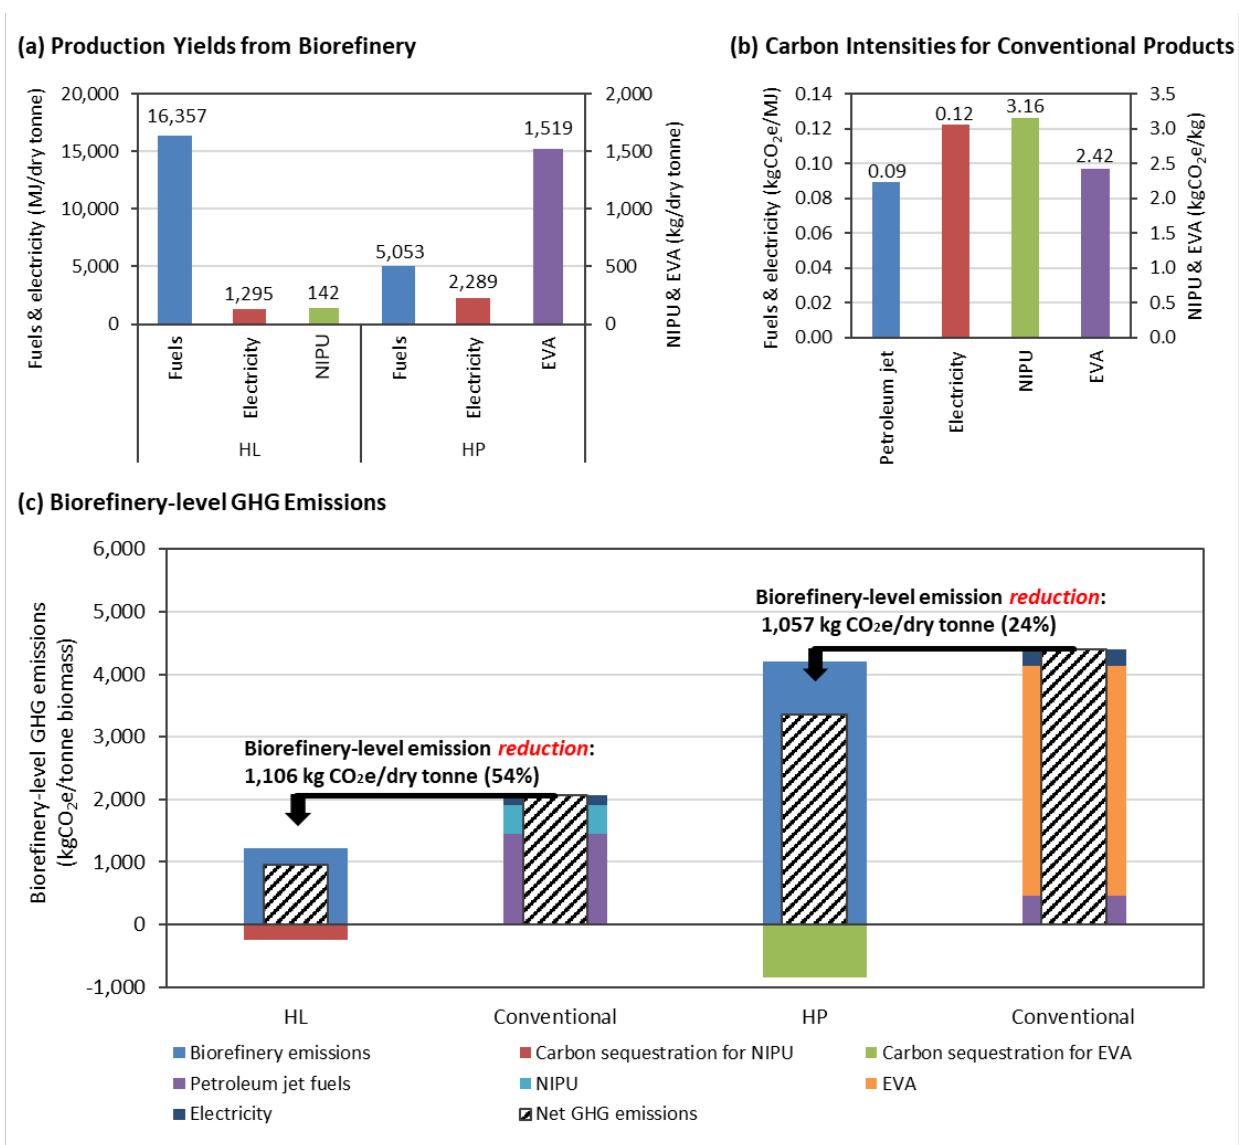 (a) Production Yields from Biorefinery
Fuels & electricity (MJ/dry tonne)
20,000
15,000
10,000
5,000
0
16,357
1,295
142
5,053
2,289
1,519
2,000
1,500
1,000
500
0
NIPU & EVA (kg/dry tonne)
Fuels
Electricity
NIPU
Fuels
Electricity
EVA
HL
HP
(b) Carbon Intensities for Conventional Products
Fuels & electricity (kgCO₂e/MJ)
0.14
0.12
0.10
0.08
0.06
0.04
0.02
0.00
0.09
0.12
3.16
2.42
3.5
3.0
2.5
2.0
1.5
1.0
0.5
0.0
NIPU & EVA (kgCO₂e/kg)
Petroleum jet
Electricity
NIPU
EVA
(c) Biorefinery-level GHG Emissions
Biorefinery-level GHG emissions
(kgCO₂e/tonne biomass)
6,000
5,000
4,000
3,000
2,000
1,000
0
-1,000
Biorefinery-level emission reduction:
1,106 kg CO₂e/dry tonne (54%)
Biorefinery-level emission reduction:
1,057 kg CO₂e/dry tonne (24%)
HL
Conventional
HP
Conventional
Biorefinery emissions
Carbon sequestration for NIPU
Carbon sequestration for EVA
Petroleum jet fuels
NIPU
EVA
Electricity
Net GHG emissions